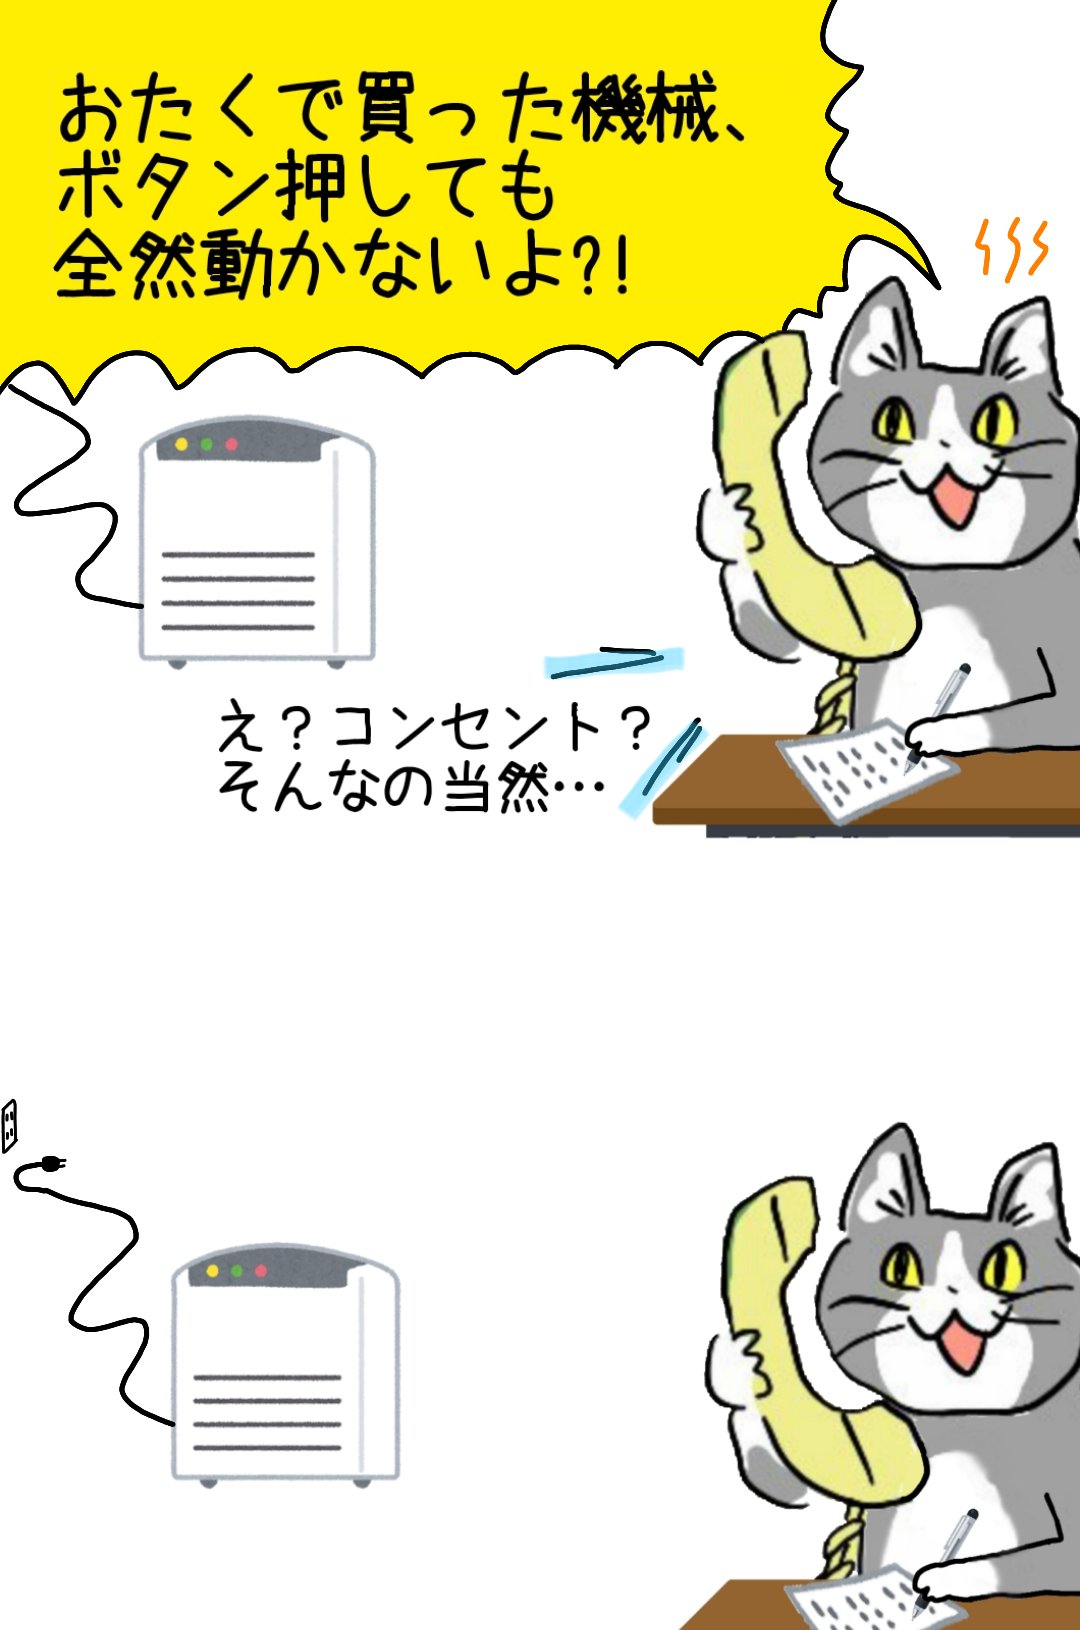 おたくで買った機械、
ボタン押しても
全然動かないよ?!
え？コンセント？
そんなの当然…